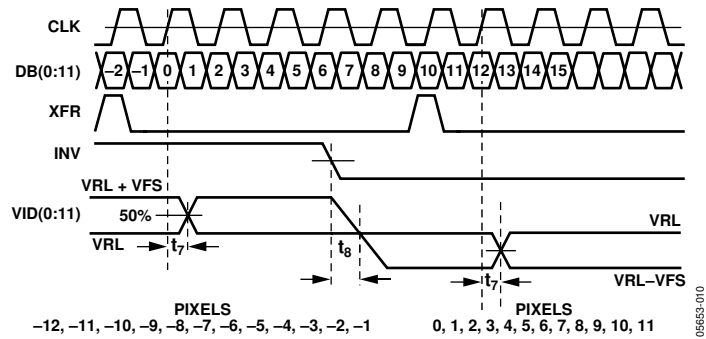 CLK
DB(0:11)
–2 –1 0 1 2 3 4 5 6 7 8 9 10 11 12 13 14 15
XFR
INV
VRL + VFS
VID(0:11)
50%
VRL
VRL
t7
t8
t7
VRL–VFS
PIXELS
–12, –11, –10, –9, –8, –7, –6, –5, –4, –3, –2, –1
PIXELS
0, 1, 2, 3, 4, 5, 6, 7, 8, 9, 10, 11
05653-010